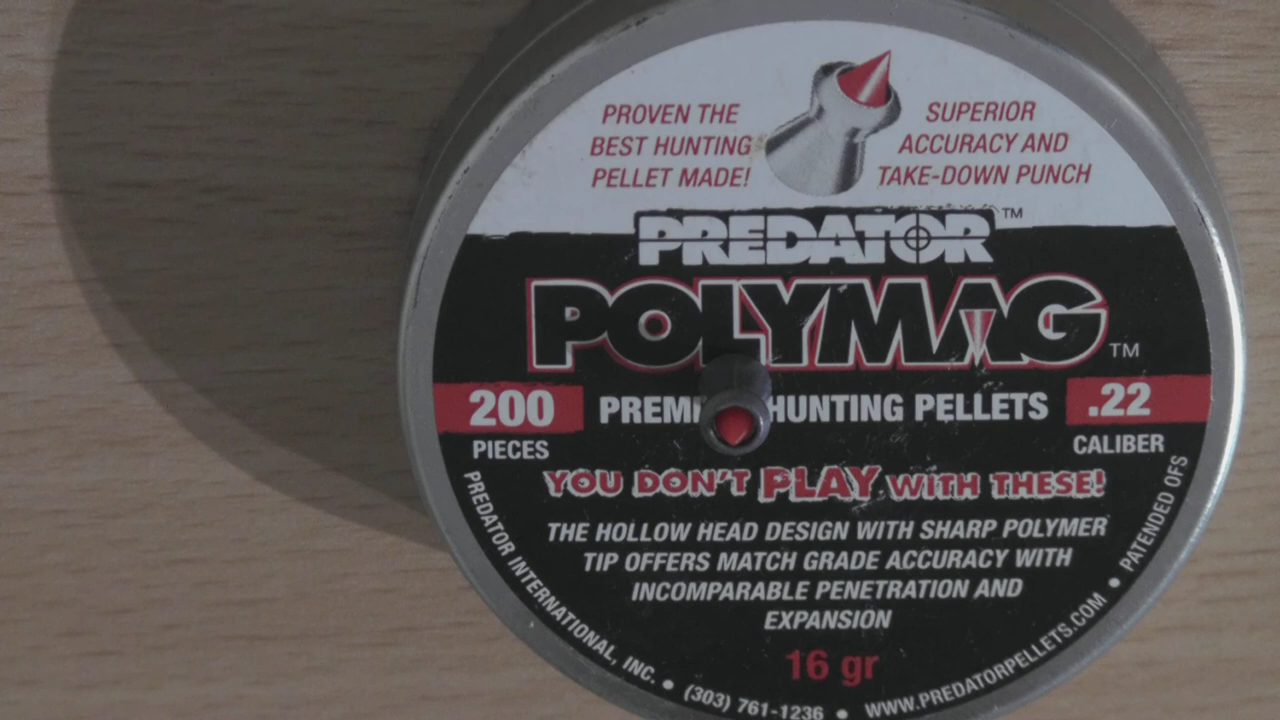 PROVEN THE
BEST HUNTING
PELLET MADE!
SUPERIOR
ACCURACY AND
TAKE-DOWN PUNCH
PREDATOR™
POLYMAG™
200
PIECES
PREMI HUNTING PELLETS
.22
CALIBER
YOU DON'T PLAY WITH THESE!
THE HOLLOW HEAD DESIGN WITH SHARP POLYMER
TIP OFFERS MATCH GRADE ACCURACY WITH
INCOMPARABLE PENETRATION AND
EXPANSION
16 gr
PREDATOR INTERNATIONAL, INC. • (303) 761-1236 • WWW.PREDATORPELLETS.COM • PATENDED OFS